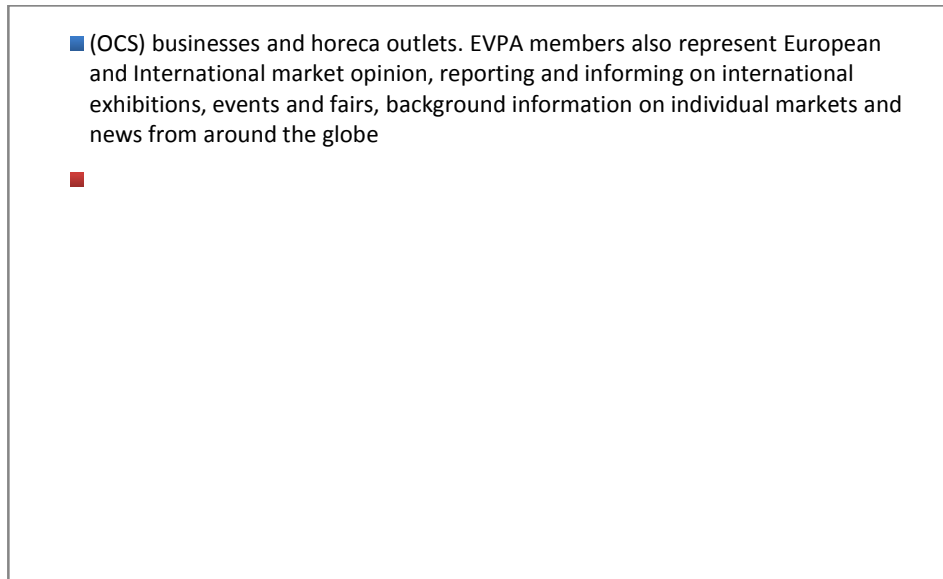 (OCS) businesses and horeca outlets. EVPA members also represent European
and International market opinion, reporting and informing on international
exhibitions, events and fairs, background information on individual markets and
news from around the globe